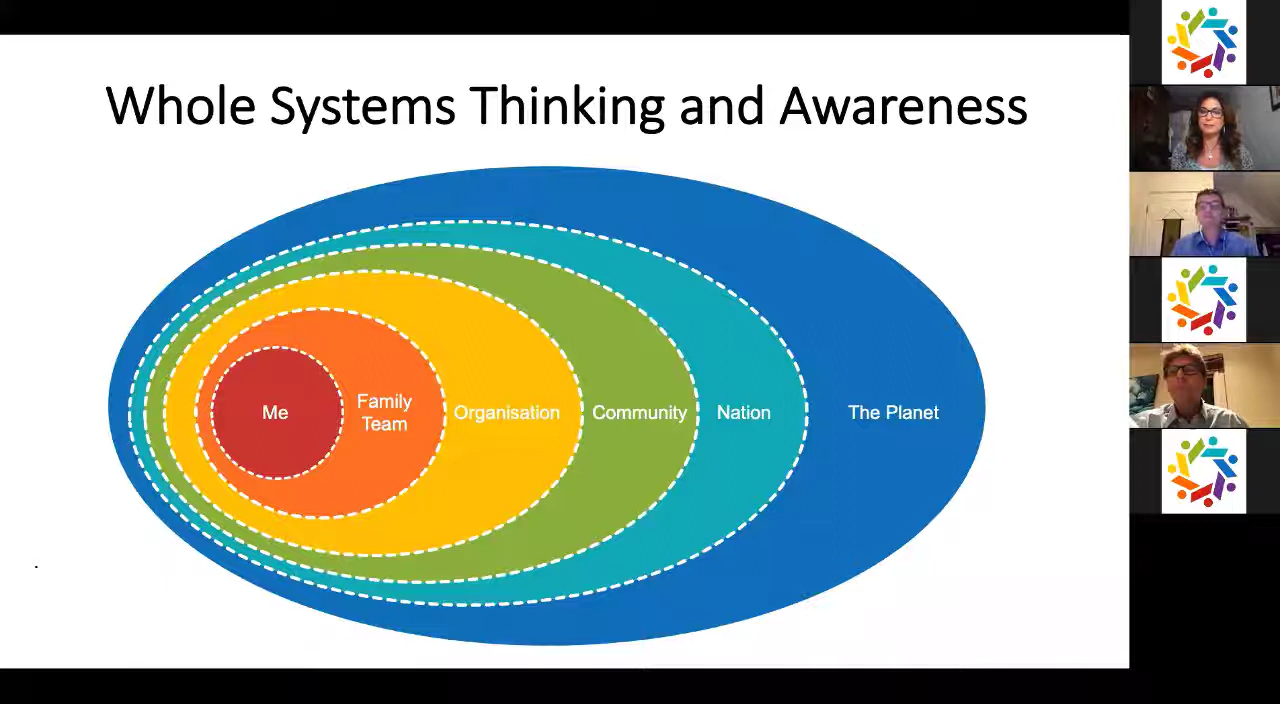 Whole Systems Thinking and Awareness
Me
Family
Team
Organisation
Community
Nation
The Planet